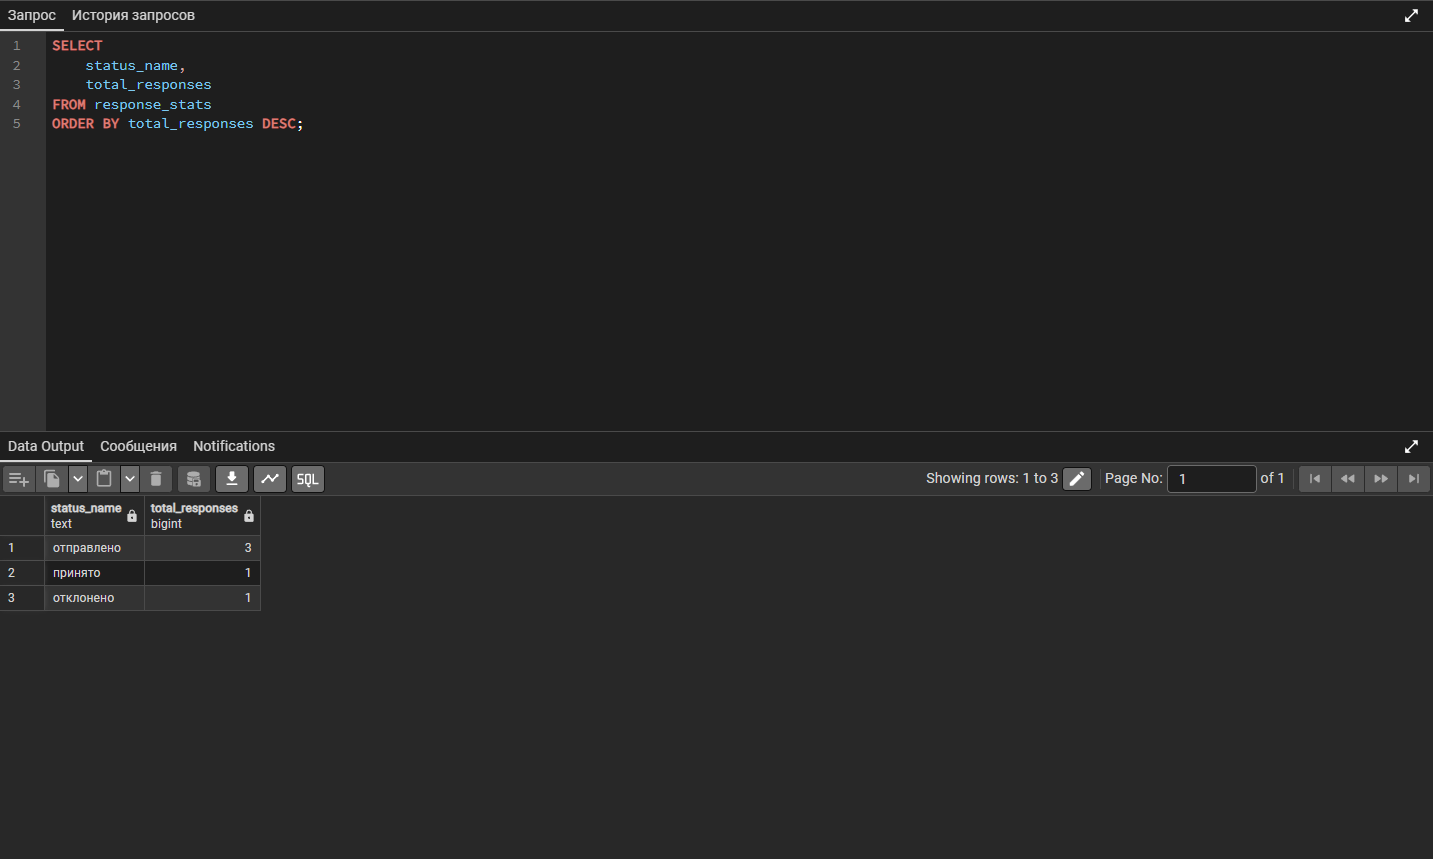 Запрос История запросов
1 SELECT
2 status_name,
3 total_responses
4 FROM response_stats
5 ORDER BY total_responses DESC;
Data Output Сообщения Notifications
SQL Showing rows: 1 to 3 Page No: 1 of 1
status_name total_responses
text bigint
1 отправлено 3
2 принято 1
3 отклонено 1